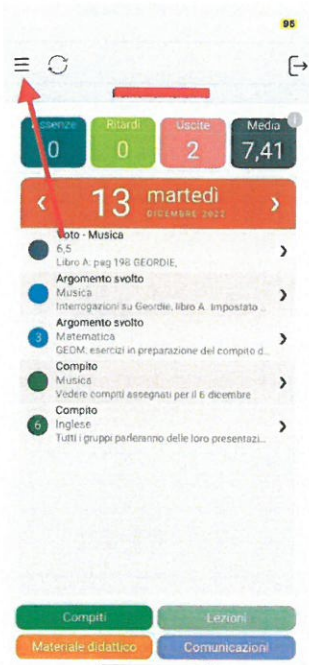 95
Assenze Ritardi Uscite Media
0 0 2 7,41
13 martedì
DICEMBRE 2022
Voto - Musica
6,5
Libro A: pag 198 GEORDIE,
Argomento svolto
Musica
Interrogazioni su Geordie, libro A. Impostato ...
Argomento svolto
3 Matematica
GEOM. esercizi in preparazione del compito d...
Compito
Musica
Vedere compiti assegnati per il 6 dicembre
Compito
6 Inglese
Tutti i gruppi parleranno delle loro presentazi...
Compiti Lezioni
Materiale didattico Comunicazioni